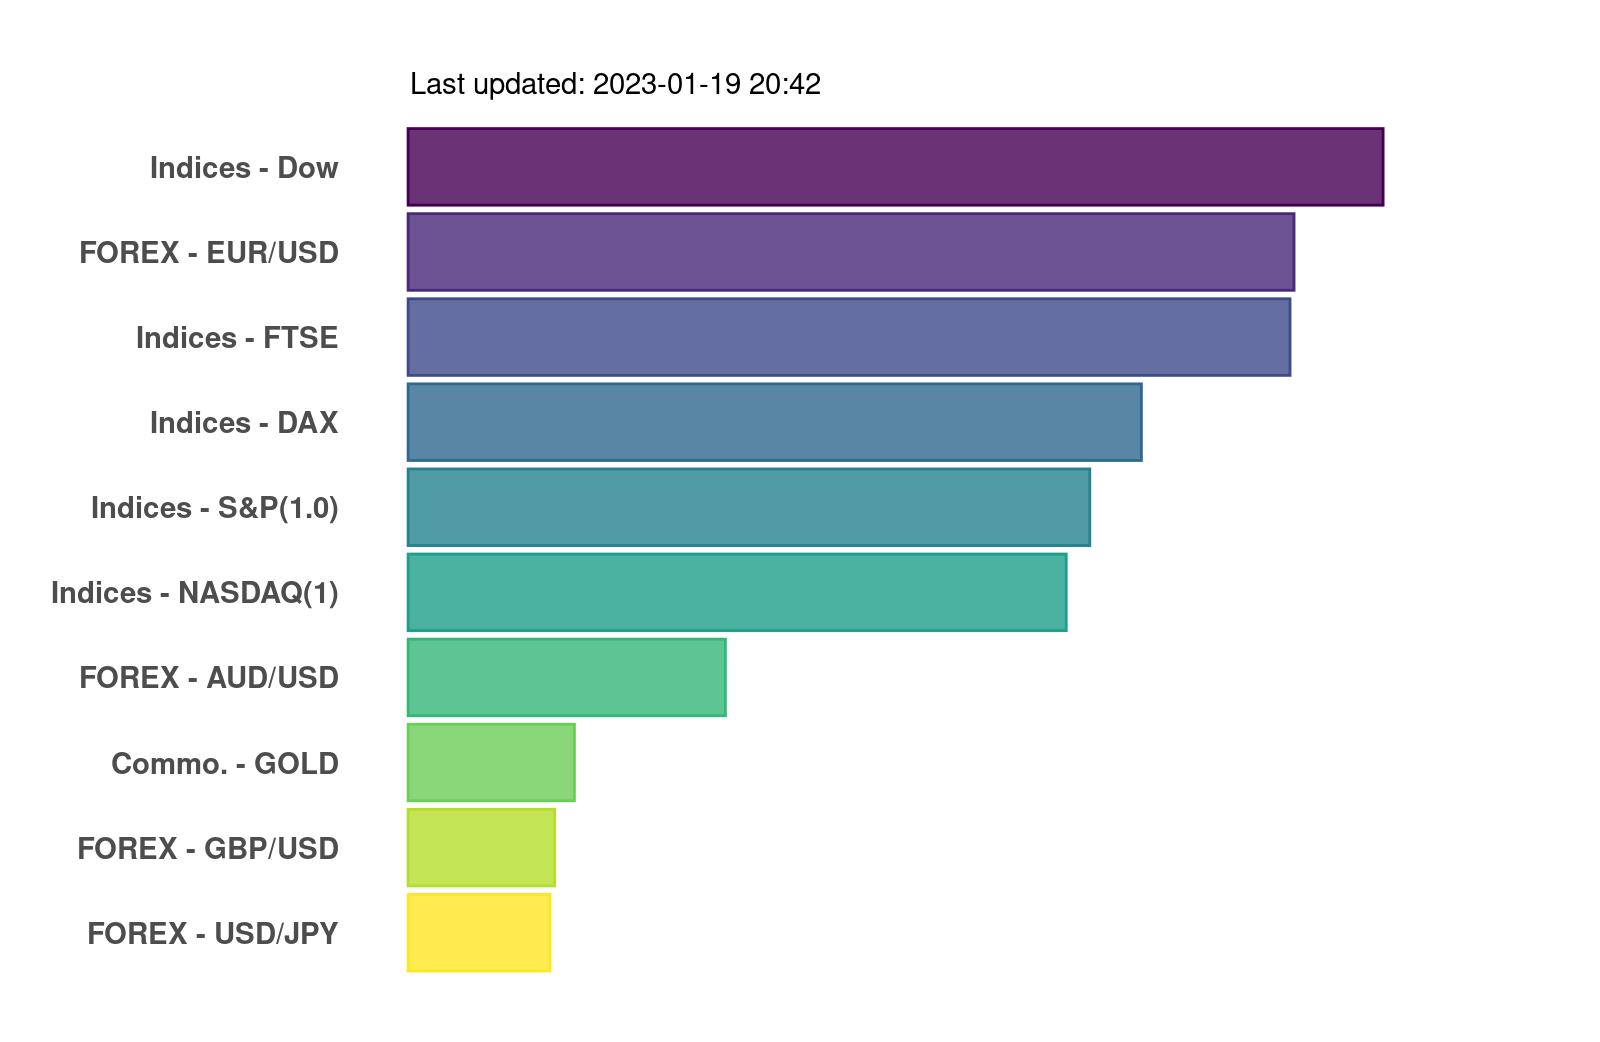 Last updated: 2023-01-19 20:42
Indices - Dow
FOREX - EUR/USD
Indices - FTSE
Indices - DAX
Indices - S&P(1.0)
Indices - NASDAQ(1)
FOREX - AUD/USD
Commo. - GOLD
FOREX - GBP/USD
FOREX - USD/JPY